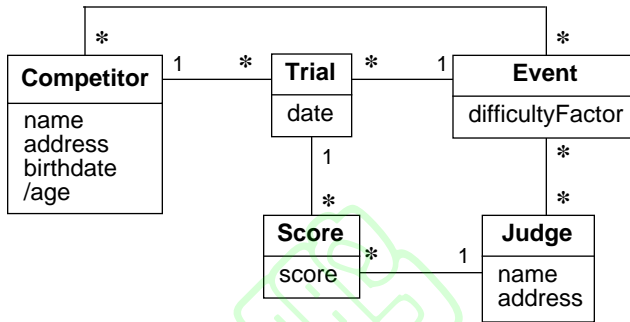 * *
Competitor 1 * Trial * 1 Event
name
address
birthdate
/age
date
difficultyFactor
1 * *
*
Score * 1 Judge
score
name
address